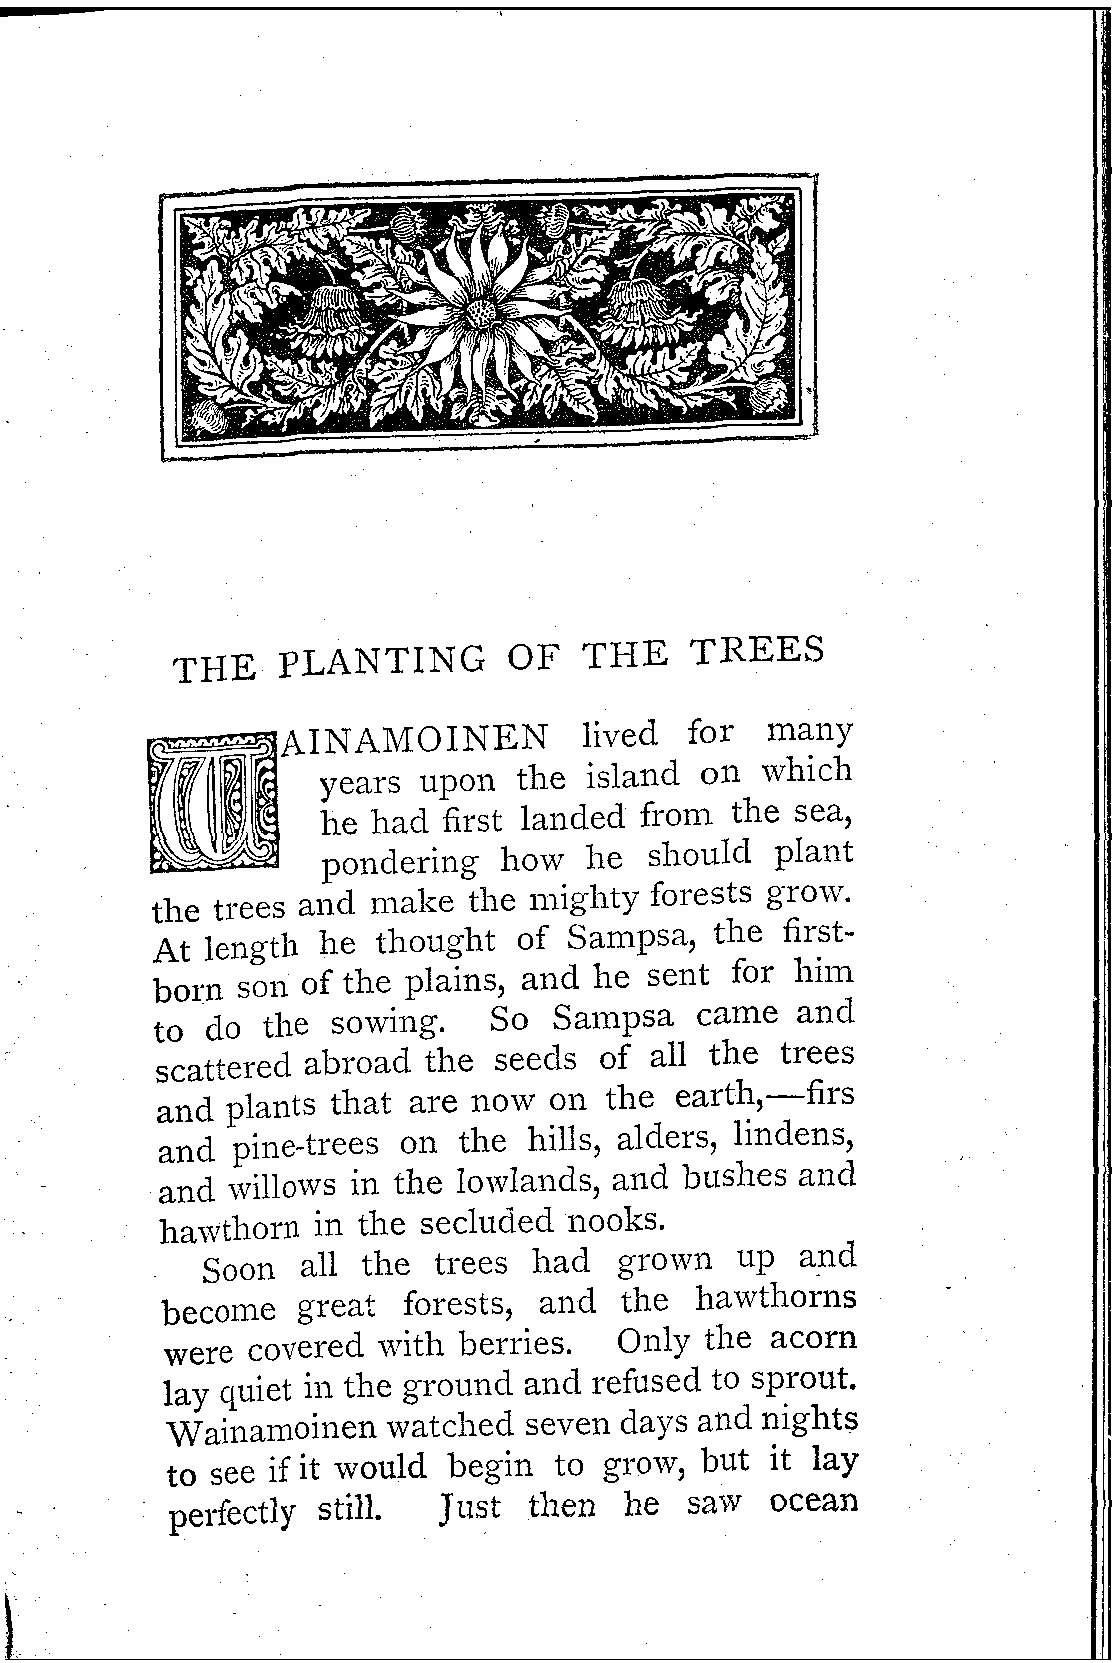 THE PLANTING OF THE TREES
WAINAMOINEN lived for many
years upon the island on which
he had first landed from the sea,
pondering how he should plant
the trees and make the mighty forests grow.
At length he thought of Sampsa, the first-
born son of the plains, and he sent for him
to do the sowing. So Sampsa came and
scattered abroad the seeds of all the trees
and plants that are now on the earth,—firs
and pine-trees on the hills, alders, lindens,
and willows in the lowlands, and bushes and
hawthorn in the secluded nooks.
Soon all the trees had grown up and
become great forests, and the hawthorns
were covered with berries. Only the acorn
lay quiet in the ground and refused to sprout.
Wainamoinen watched seven days and nights
to see if it would begin to grow, but it lay
perfectly still. Just then he saw ocean